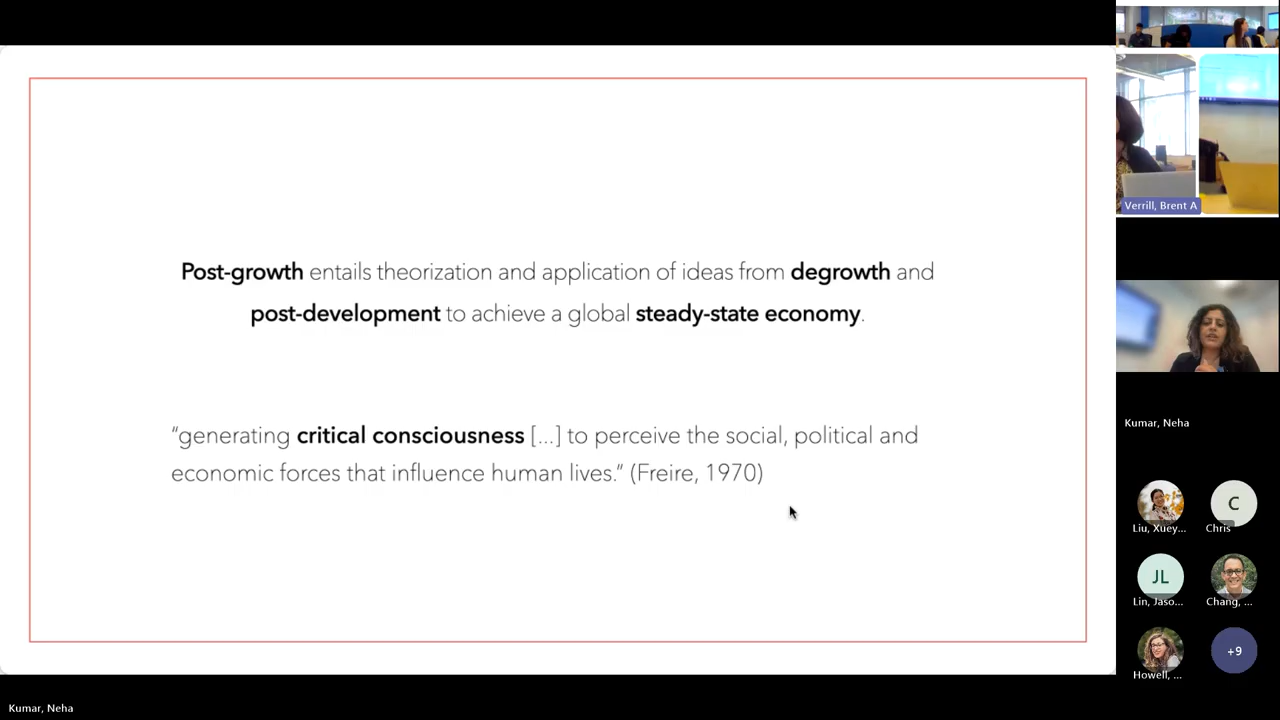 Post-growth entails theorization and application of ideas from degrowth and
post-development to achieve a global steady-state economy.
“generating critical consciousness [...] to perceive the social, political and
economic forces that influence human lives.” (Freire, 1970)
Verrill, Brent A
Kumar, Neha
Liu, Xuey...
C
Chris
JL
Lin, Jaso...
Chang, ...
Howell, ...
+9
Kumar, Neha